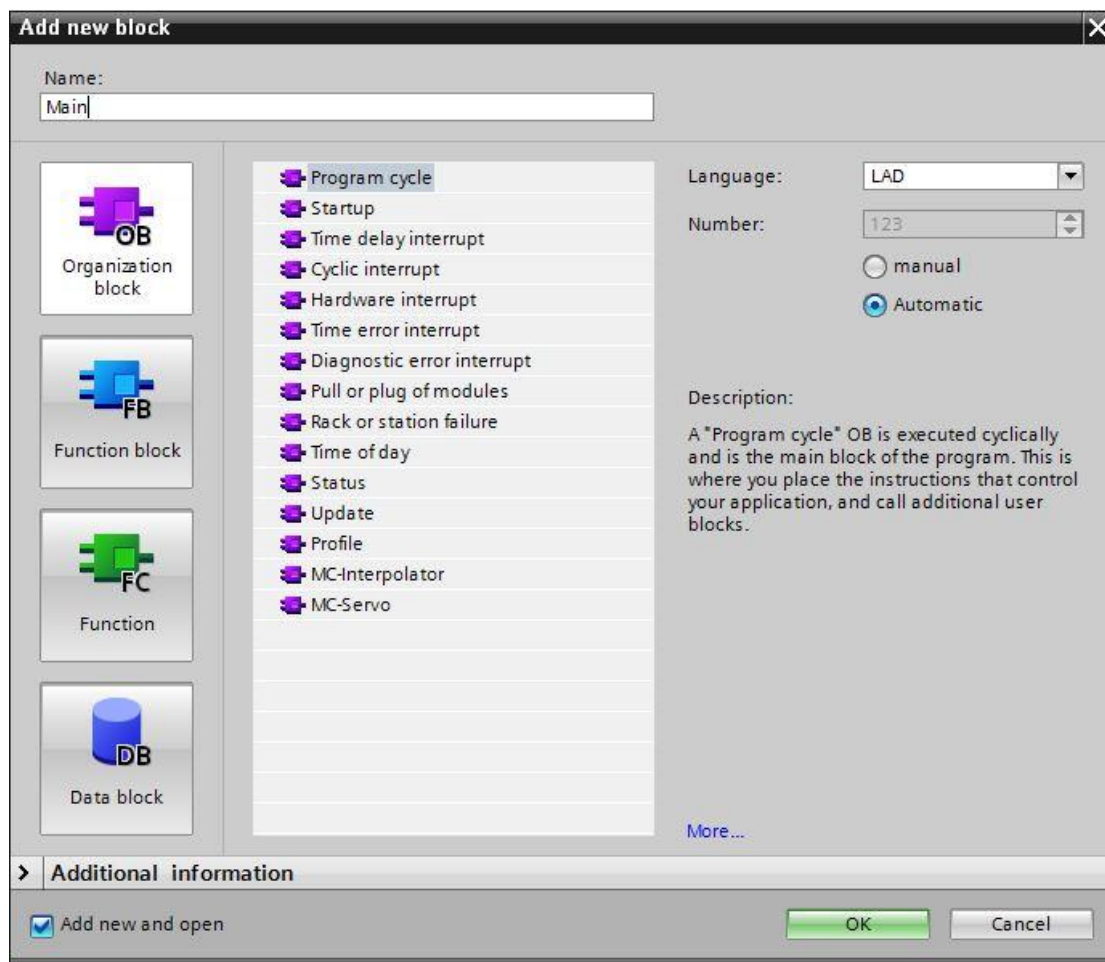 Add new block
Name:
Main
OB
Organization
block
FB
Function block
FC
Function
DB
Data block
Program cycle
Startup
Time delay interrupt
Cyclic interrupt
Hardware interrupt
Time error interrupt
Diagnostic error interrupt
Pull or plug of modules
Rack or station failure
Time of day
Status
Update
Profile
MC-Interpolator
MC-Servo
Language:
LAD
Number:
123
manual
Automatic
Description:
A "Program cycle" OB is executed cyclically
and is the main block of the program. This is
where you place the instructions that control
your application, and call additional user
blocks.
More...
Additional information
Add new and open
OK
Cancel